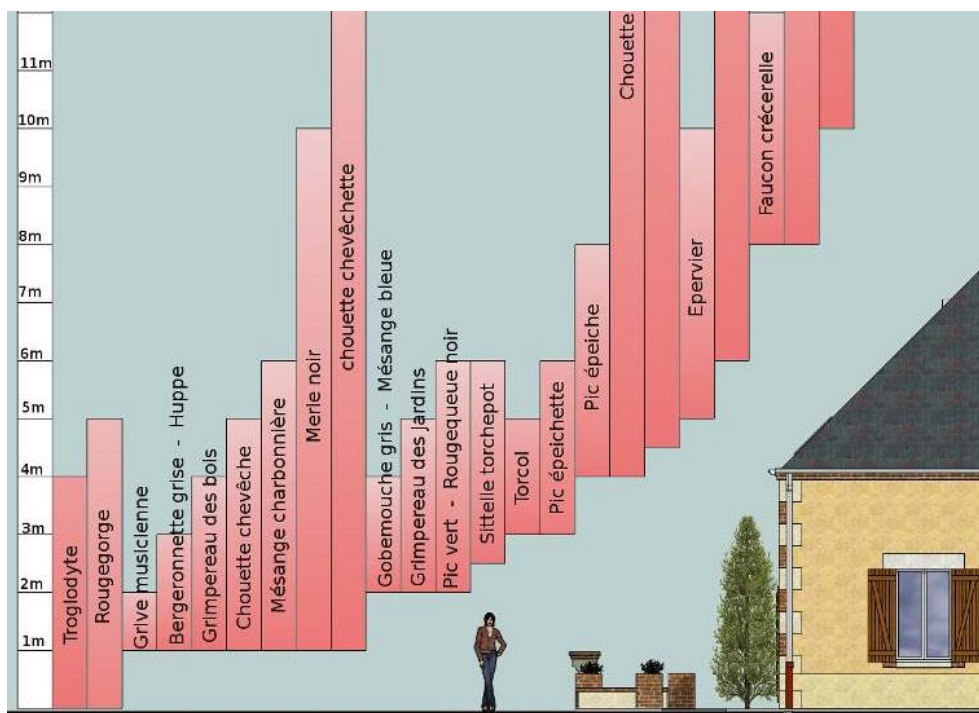 11m
10m
9m
8m
7m
6m
5m
4m
3m
2m
1m
Troglodyte
Rougegorge
Grive musicienne
Bergeronnette grise - Huppe
Grimpereau des bois
Chouette chevêche
Mésange charbonnière
Merle noir
chouette chevêchette
Gobemouche gris - Mésange bleue
Grimpereau des jardins
Pic vert - Rougequeue noir
Sittelle torchepot
Torcol
Pic épeichette
Pic épeiche
Chouette
Epervier
Faucon crécerelle